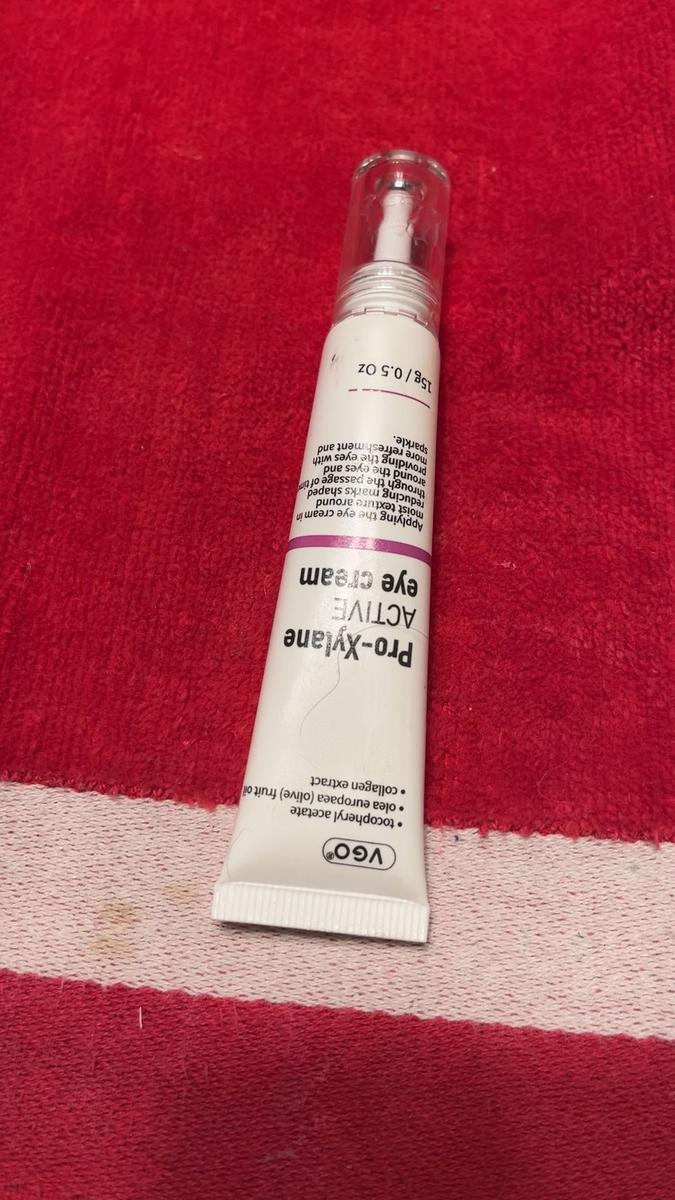 VGO®
• tocopheryl acetate
• olea europaea (olive) fruit oil
• collagen extract
Pro-Xylane
ACTIVE
eye cream
Applying the eye cream in
moist texture around
reducing marks shaped
through the passage of time
around the eyes and
providing the eyes with
more refreshment and
sparkle.
15g / 0.5 Oz